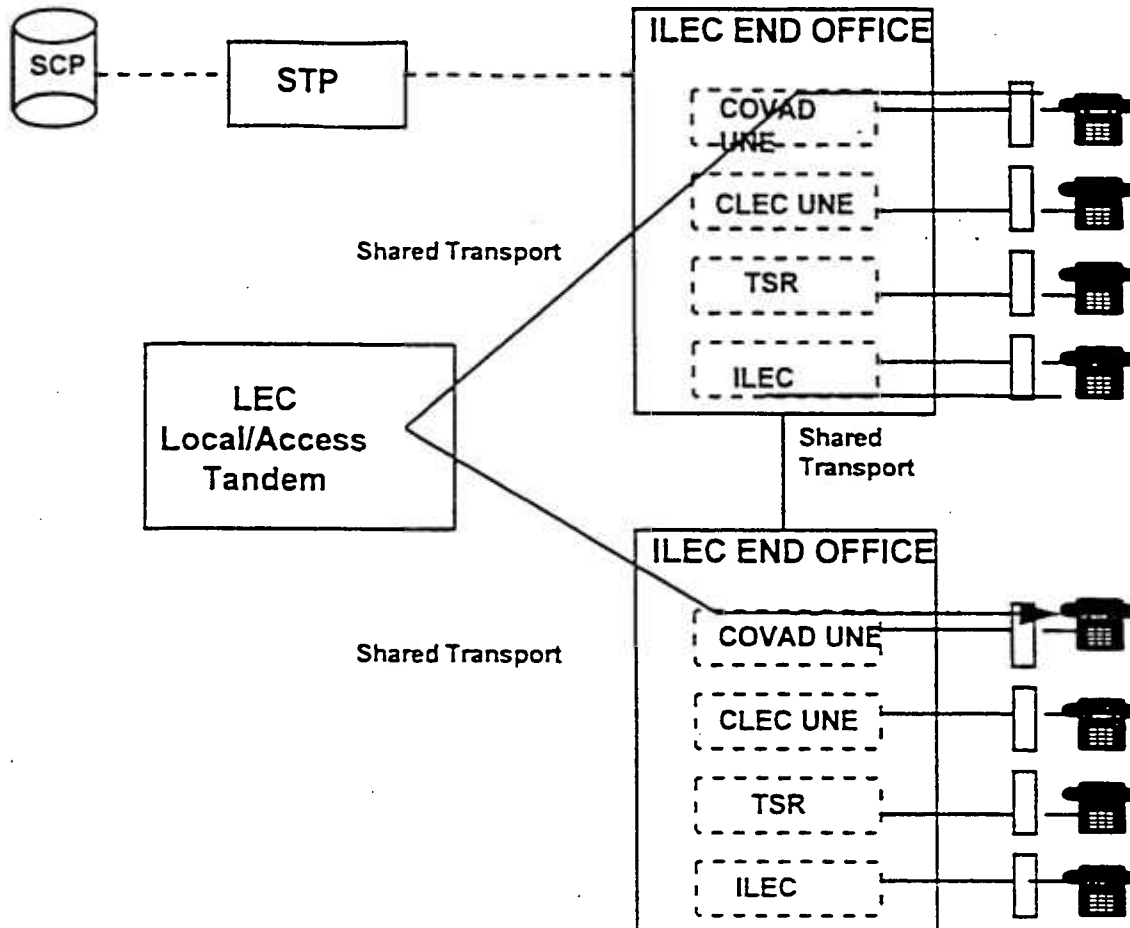 SCP
STP
ILEC END OFFICE
COVAD
UNE
CLEC UNE
TSR
ILEC
Shared Transport
LEC
Local/Access
Tandem
Shared
Transport
ILEC END OFFICE
COVAD UNE
CLEC UNE
TSR
ILEC
Shared Transport